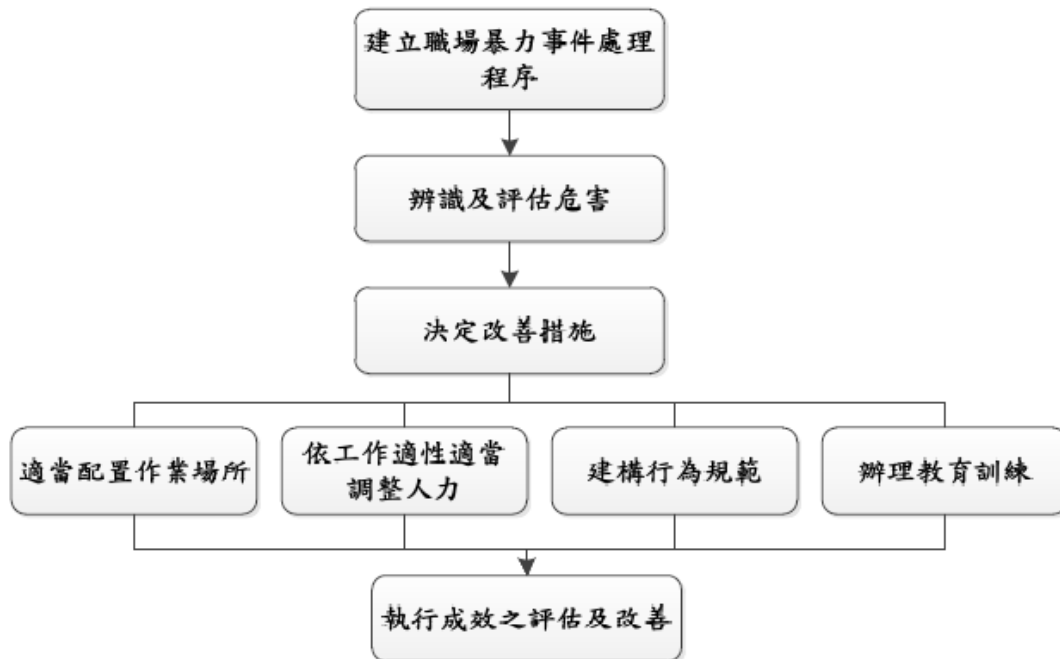 建立職場暴力事件處理
程序
辨識及評估危害
決定改善措施
適當配置作業場所
依工作適性適當
調整人力
建構行為規範
辦理教育訓練
執行成效之評估及改善